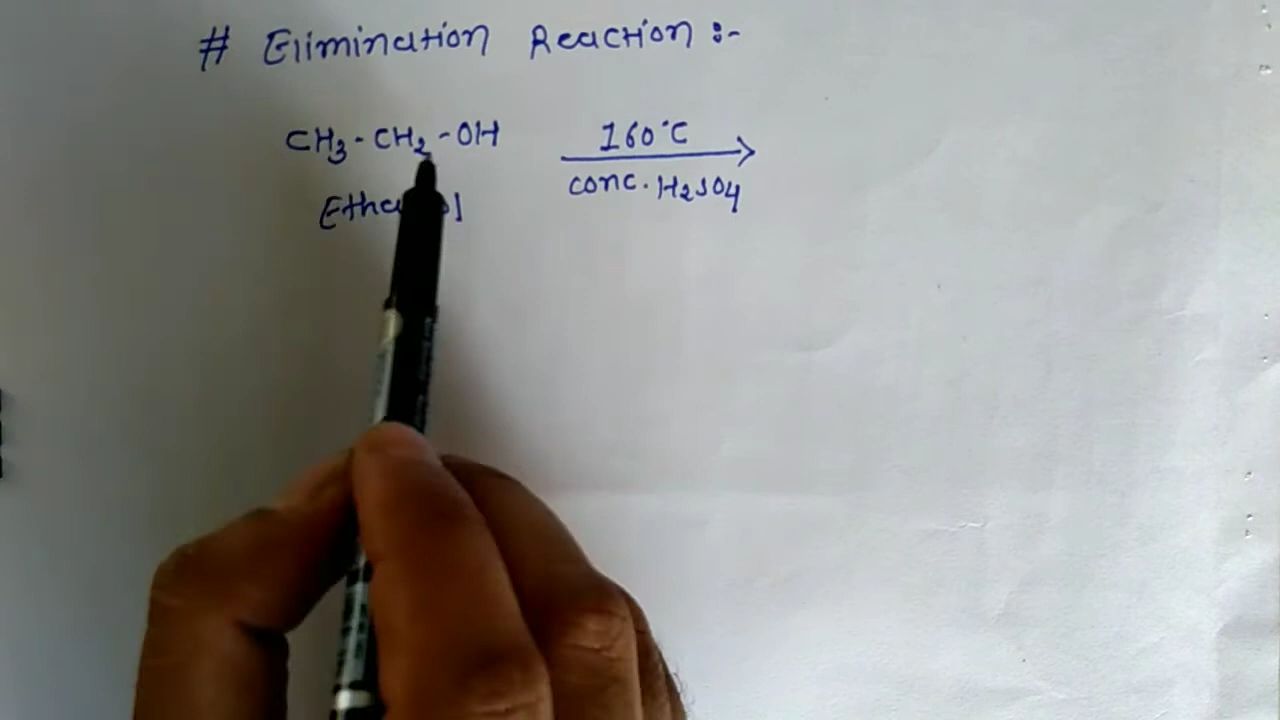 # Elimination Reaction :-
CH3-CH2-OH 160°C
conc. H2SO4